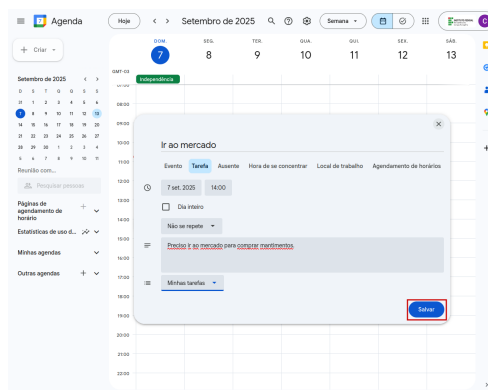 Agenda
Hoje
Setembro de 2025
Semana
Criar
DOM.
SEG.
TER.
QUA.
QUI.
SEX.
SÁB.
7
8
9
10
11
12
13
GMT-03
Independência
Setembro de 2025
D S T Q Q S S
31 1 2 3 4 5 6
7 8 9 10 11 12 13
14 15 16 17 18 19 20
21 22 23 24 25 26 27
28 29 30 1 2 3 4
5 6 7 8 9 10 11
Reunião com...
Pesquisar pessoas
Páginas de
agendamento de
horário
Estatísticas de uso d...
Minhas agendas
Outras agendas
08:00
09:00
10:00
11:00
12:00
13:00
14:00
15:00
16:00
17:00
18:00
19:00
20:00
21:00
22:00
Ir ao mercado
Evento
Tarefa
Ausente
Hora de se concentrar
Local de trabalho
Agendamento de horários
7 set. 2025
14:00
Dia inteiro
Não se repete
Preciso ir ao mercado para comprar mantimentos.
Minhas tarefas
Salvar